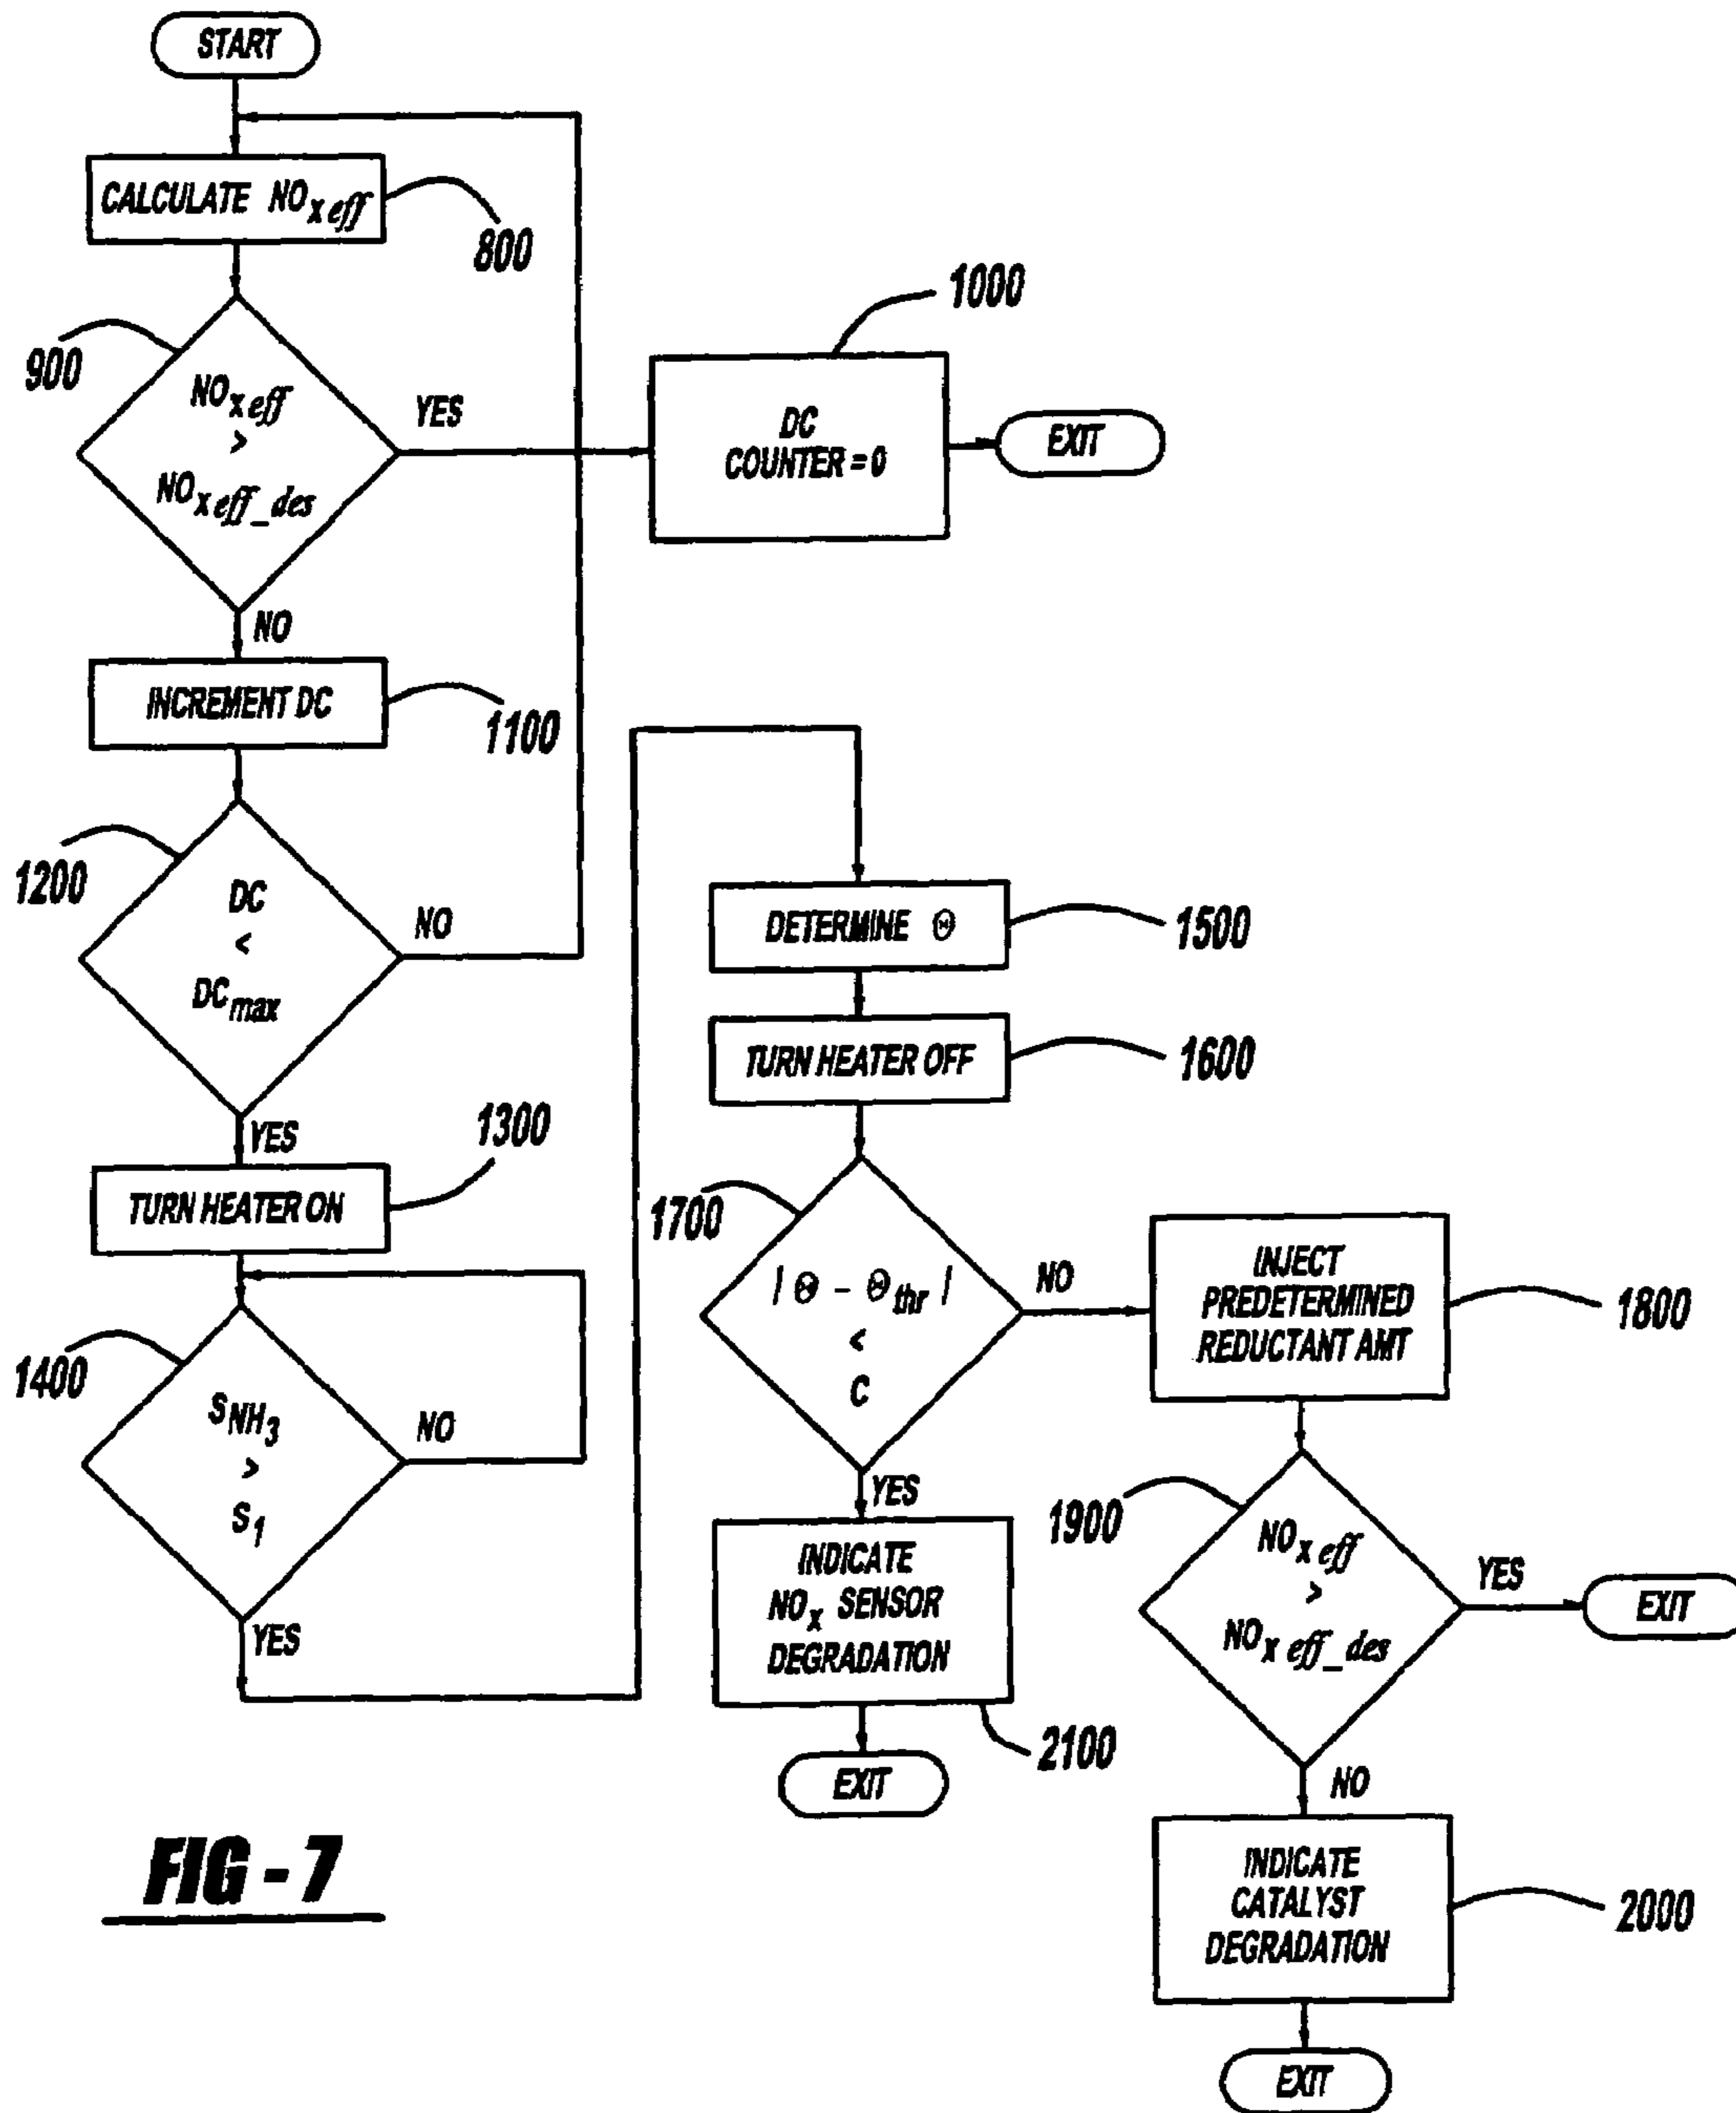 START
CALCULATE NOx eff
800
900
NOx eff
>
NOx eff_des
YES
1000
DC
COUNTER = 0
EXIT
NO
INCREMENT DC
1100
1200
DC
<
DCmax
NO
YES
1300
TURN HEATER ON
1400
SNH3
>
S1
NO
YES
DETERMINE Θ
1500
TURN HEATER OFF
1600
1700
| Θ - Θthr |
<
C
NO
YES
INJECT
PREDETERMINED
REDUCTANT AMT
1800
1900
NOx eff
>
NOx eff_des
YES
EXIT
NO
INDICATE
NOx SENSOR
DEGRADATION
2100
EXIT
INDICATE
CATALYST
DEGRADATION
2000
EXIT
FIG - 7